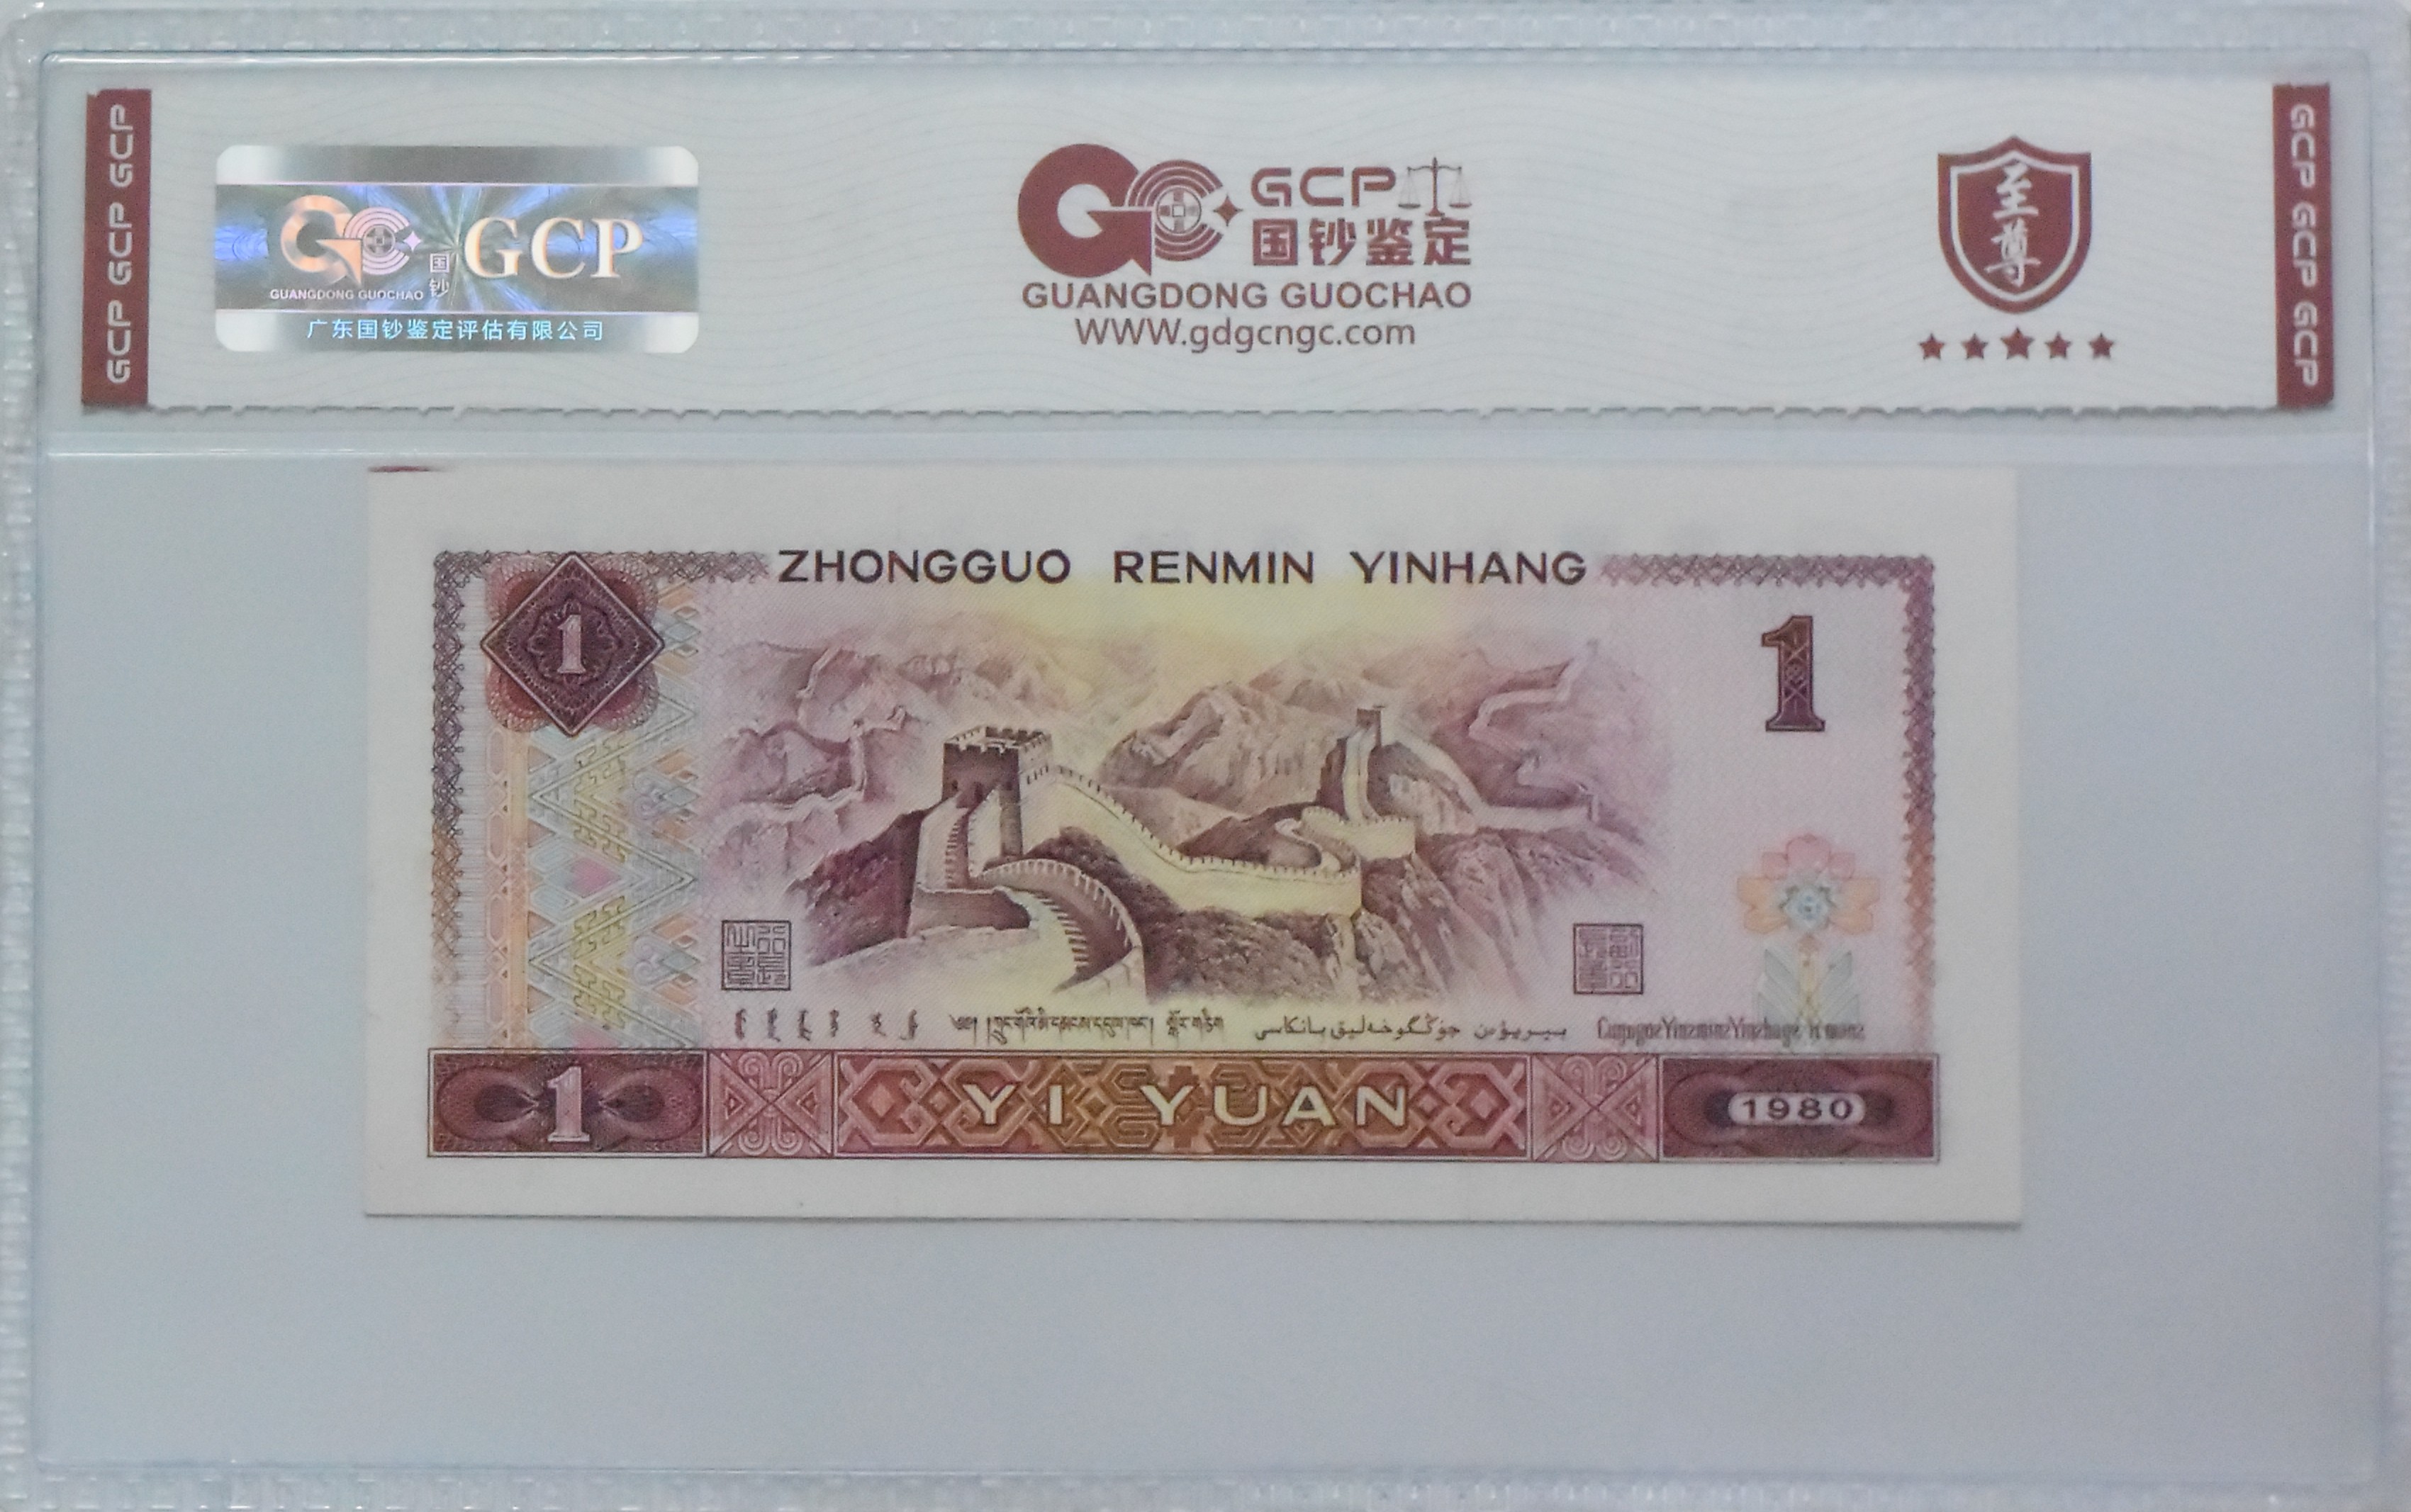 GCP GCP GCP
GCP
国钞
GUANGDONG GUOCHAO
广东国钞鉴定评估有限公司
GCP
国钞鉴定
GUANGDONG GUOCHAO
WWW.gdgcngc.com
至尊
GCP GCP GCP
ZHONGGUO RENMIN YINHANG
1
1
YI YUAN
1
1980